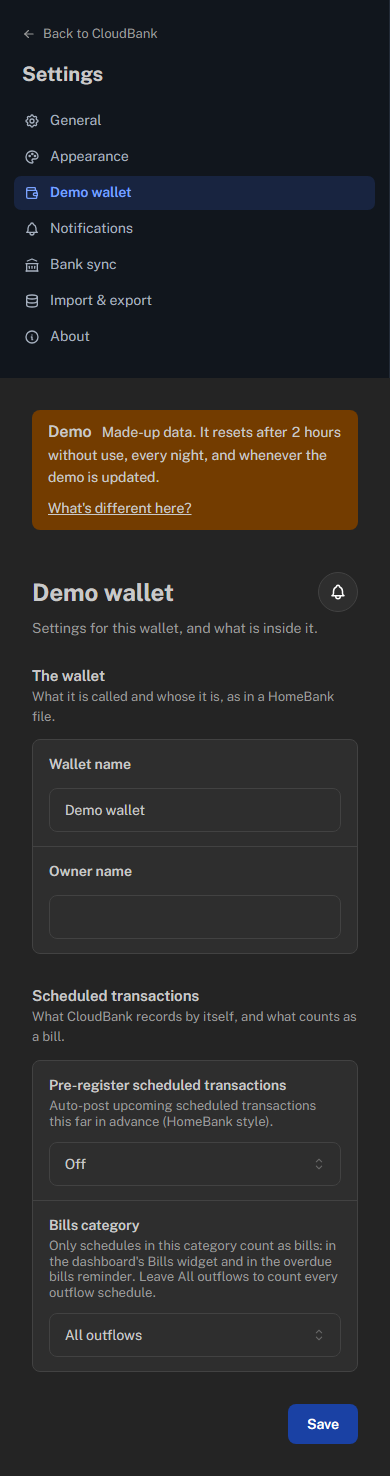 Back to CloudBank
Settings
General
Appearance
Demo wallet
Notifications
Bank sync
Import & export
About
Demo Made-up data. It resets after 2 hours
without use, every night, and whenever the
demo is updated.
What's different here?
Demo wallet
Settings for this wallet, and what is inside it.
The wallet
What it is called and whose it is, as in a HomeBank
file.
Wallet name
Demo wallet
Owner name
Scheduled transactions
What CloudBank records by itself, and what counts as
a bill.
Pre-register scheduled transactions
Auto-post upcoming scheduled transactions
this far in advance (HomeBank style).
Off
Bills category
Only schedules in this category count as bills: in
the dashboard's Bills widget and in the overdue
bills reminder. Leave All outflows to count every
outflow schedule.
All outflows
Save